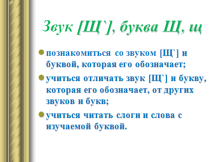 Звук [Щ`], буква Щ, щ
познакомиться со звуком [Щ`] и
буквой, которая его обозначает;
учиться отличать звук [Щ`] и букву,
которая его обозначает, от других
звуков и букв;
учиться читать слоги и слова с
изучаемой буквой.